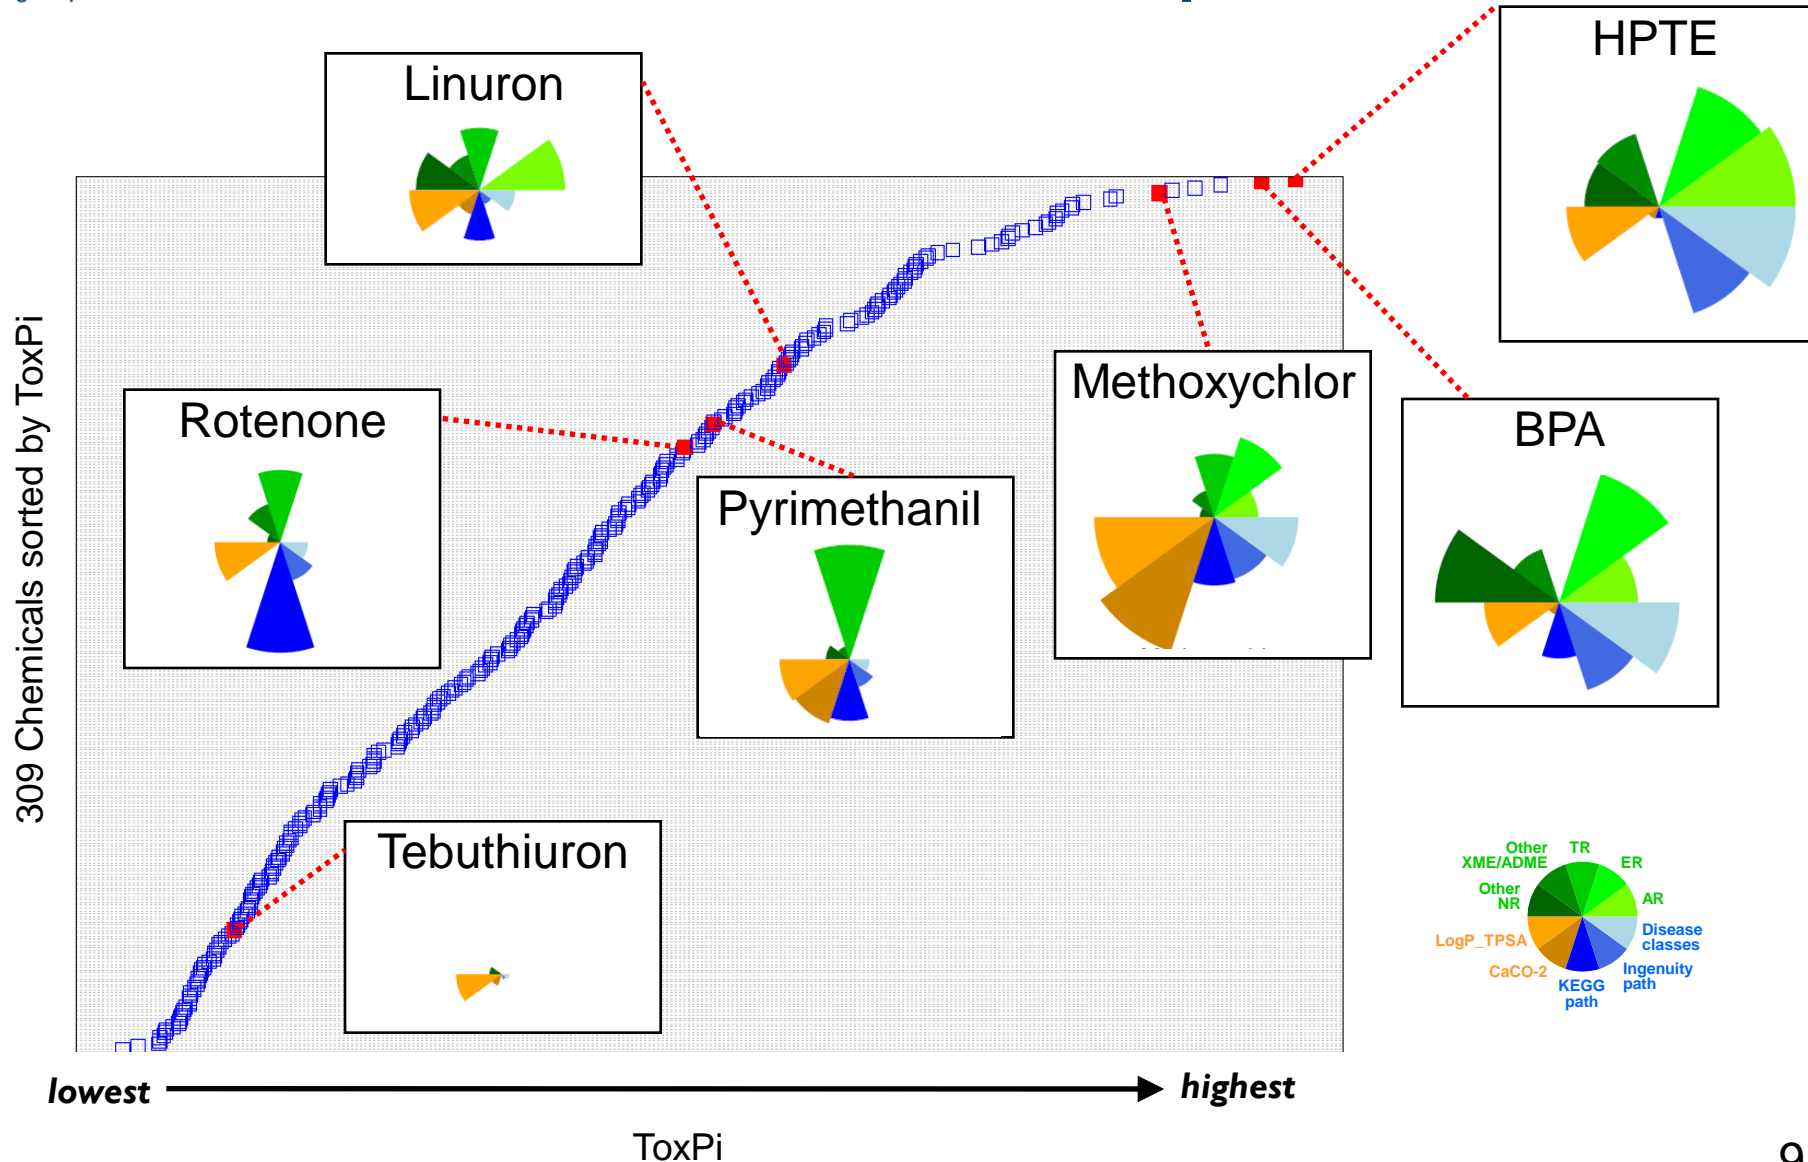 HPTE
Linuron
Methoxychlor
Rotenone
BPA
Pyrimethanil
Tebuthiuron
309 Chemicals sorted by ToxPi
Other
XME/ADME
TR
ER
Other
NR
AR
LogP_TPSA
Disease
classes
CaCO-2
Ingenuity
path
KEGG
path
lowest
highest
ToxPi
9